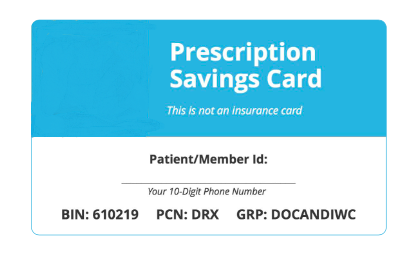 Prescription
Savings Card
This is not an insurance card
Patient/Member Id:
Your 10-Digit Phone Number
BIN: 610219 PCN: DRX GRP: DOCANDIWC